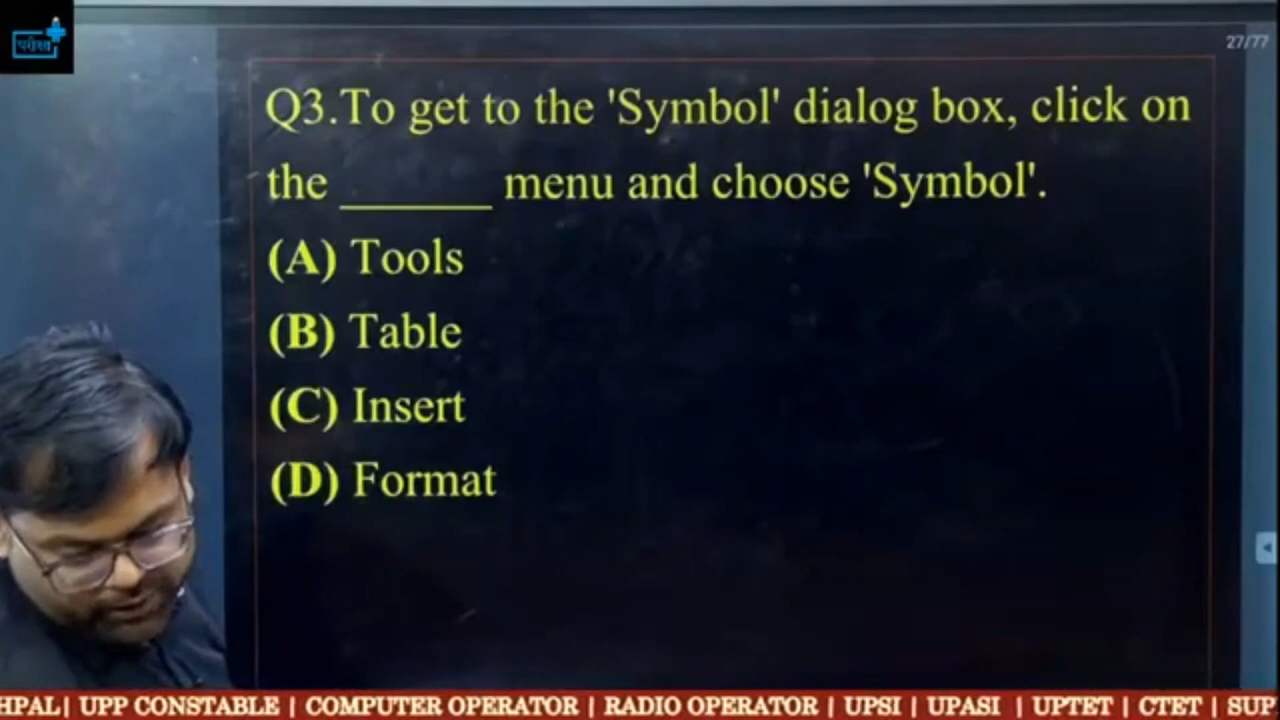 परीक्षा
27/77
Q3.To get to the 'Symbol' dialog box, click on
the ______ menu and choose 'Symbol'.
(A) Tools
(B) Table
(C) Insert
(D) Format
HPAL| UPP CONSTABLE | COMPUTER OPERATOR | RADIO OPERATOR | UPSI | UPASI | UPTET | CTET | SUP